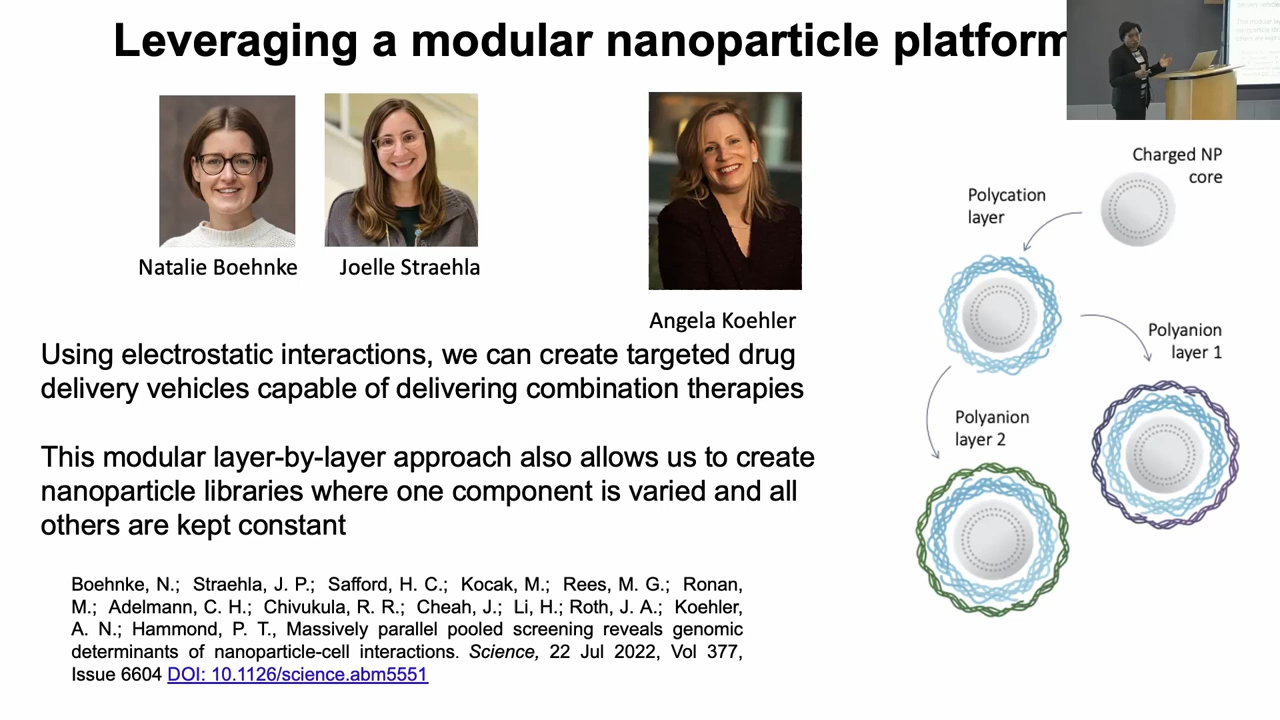 Leveraging a modular nanoparticle platform
Natalie Boehnke
Joelle Straehla
Angela Koehler
Using electrostatic interactions, we can create targeted drug
delivery vehicles capable of delivering combination therapies
This modular layer-by-layer approach also allows us to create
nanoparticle libraries where one component is varied and all
others are kept constant
Boehnke, N.; Straehla, J. P.; Safford, H. C.; Kocak, M.; Rees, M. G.; Ronan,
M.; Adelmann, C. H.; Chivukula, R. R.; Cheah, J.; Li, H.; Roth, J. A.; Koehler,
A. N.; Hammond, P. T., Massively parallel pooled screening reveals genomic
determinants of nanoparticle-cell interactions. Science, 22 Jul 2022, Vol 377,
Issue 6604 DOI: 10.1126/science.abm5551
Charged NP
core
Polycation
layer
Polyanion
layer 1
Polyanion
layer 2